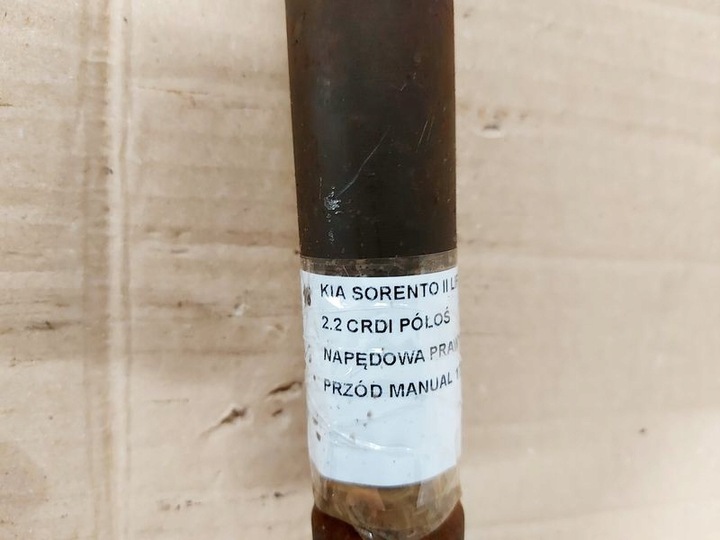 KIA SORENTO II
2.2 CRDI PÓŁOŚ
NAPĘDOWA
PRZÓD MANUAL